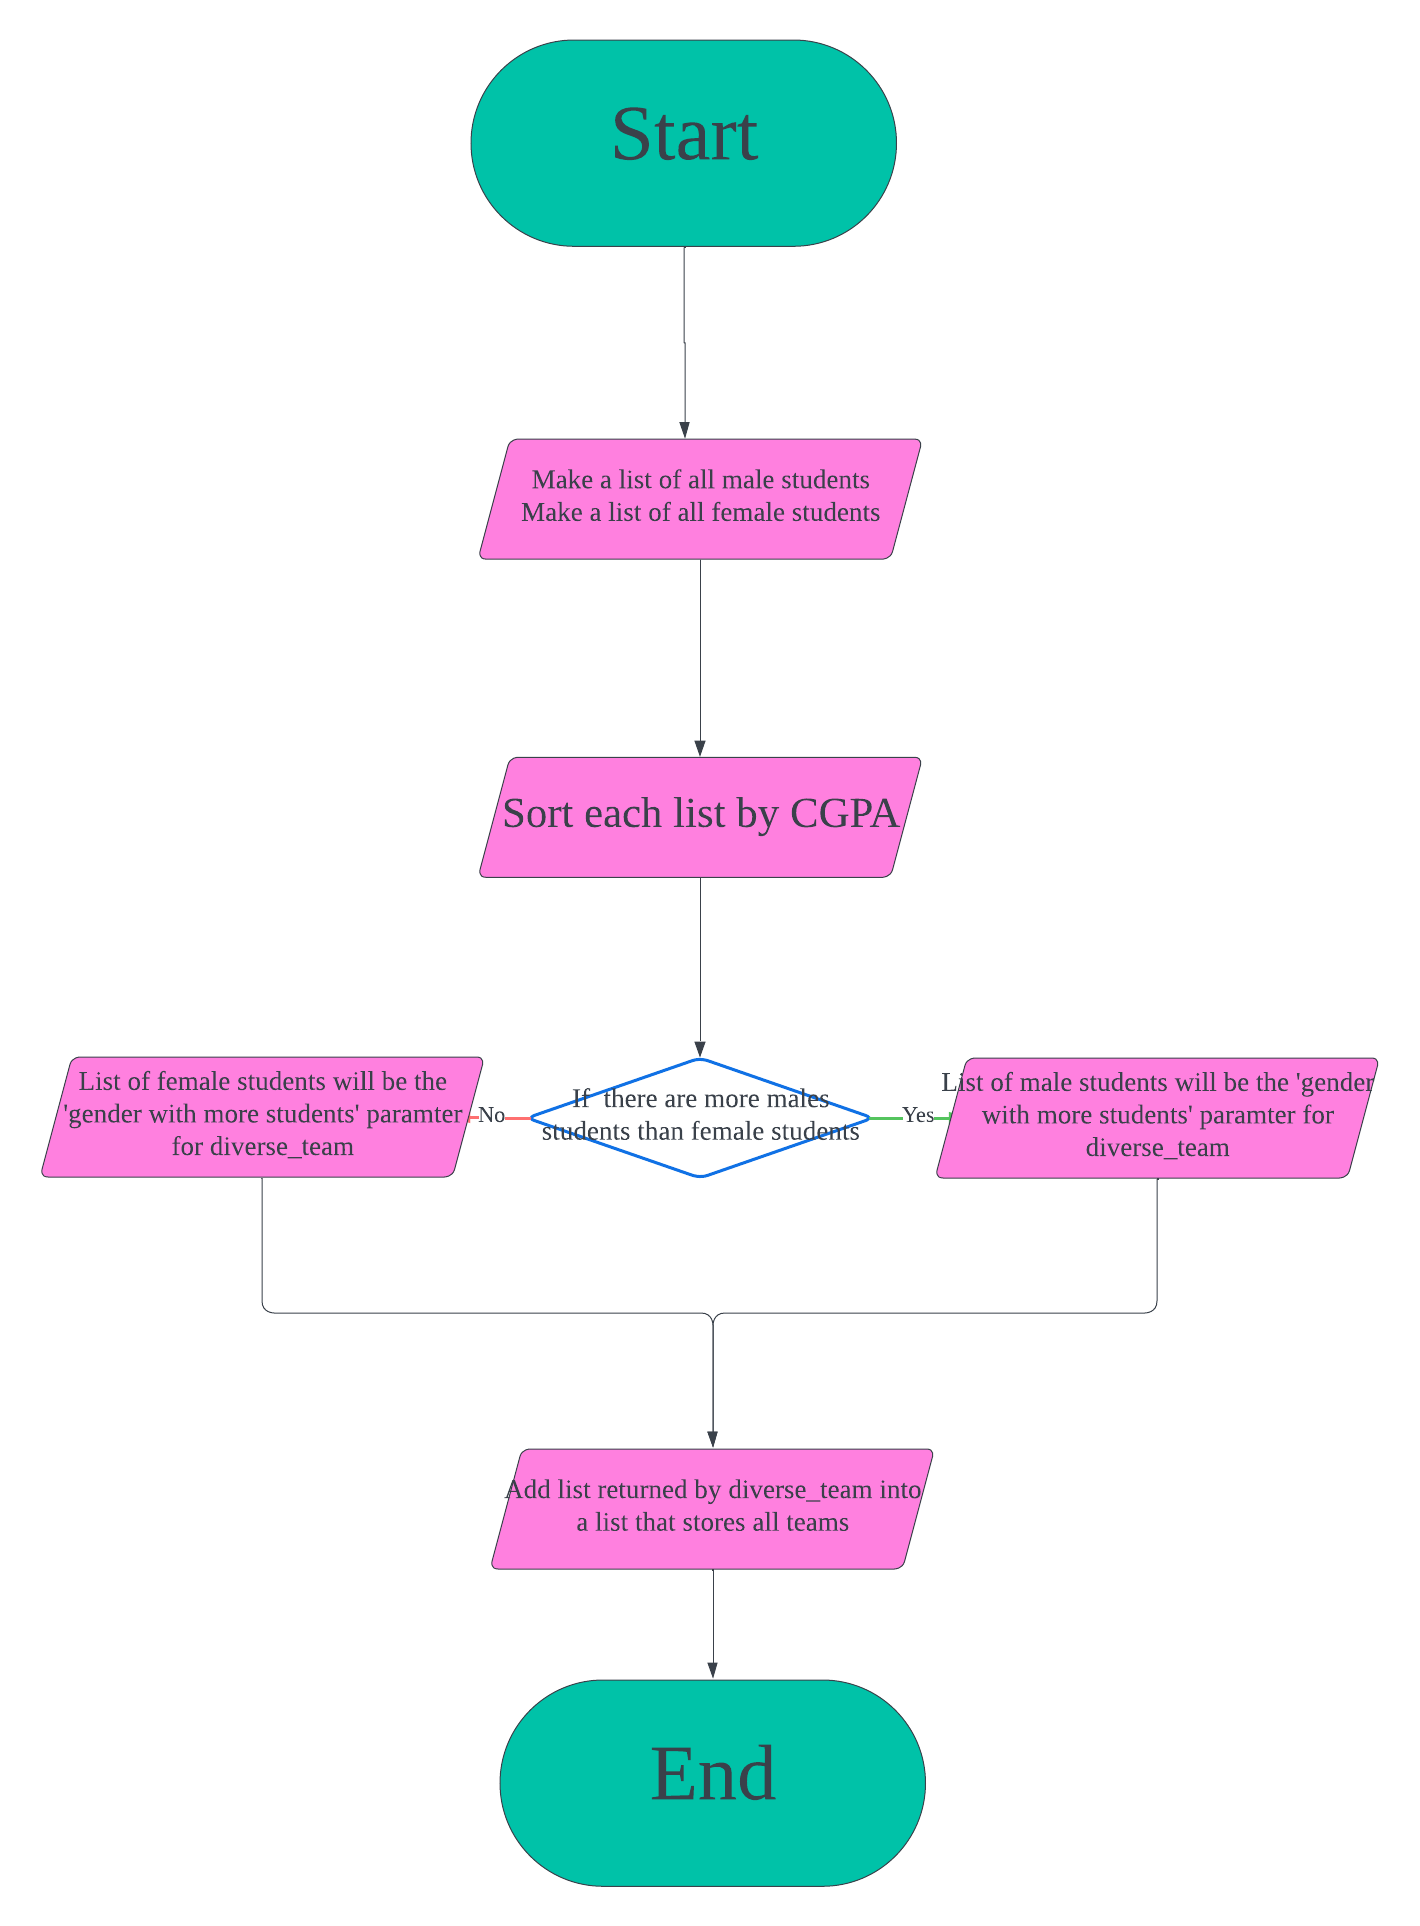 Start
Make a list of all male students
Make a list of all female students
Sort each list by CGPA
List of female students will be the
'gender with more students' paramter
for diverse_team
No
If  there are more males
students than female students
Yes
List of male students will be the 'gender
with more students' paramter for
diverse_team
Add list returned by diverse_team into
a list that stores all teams
End